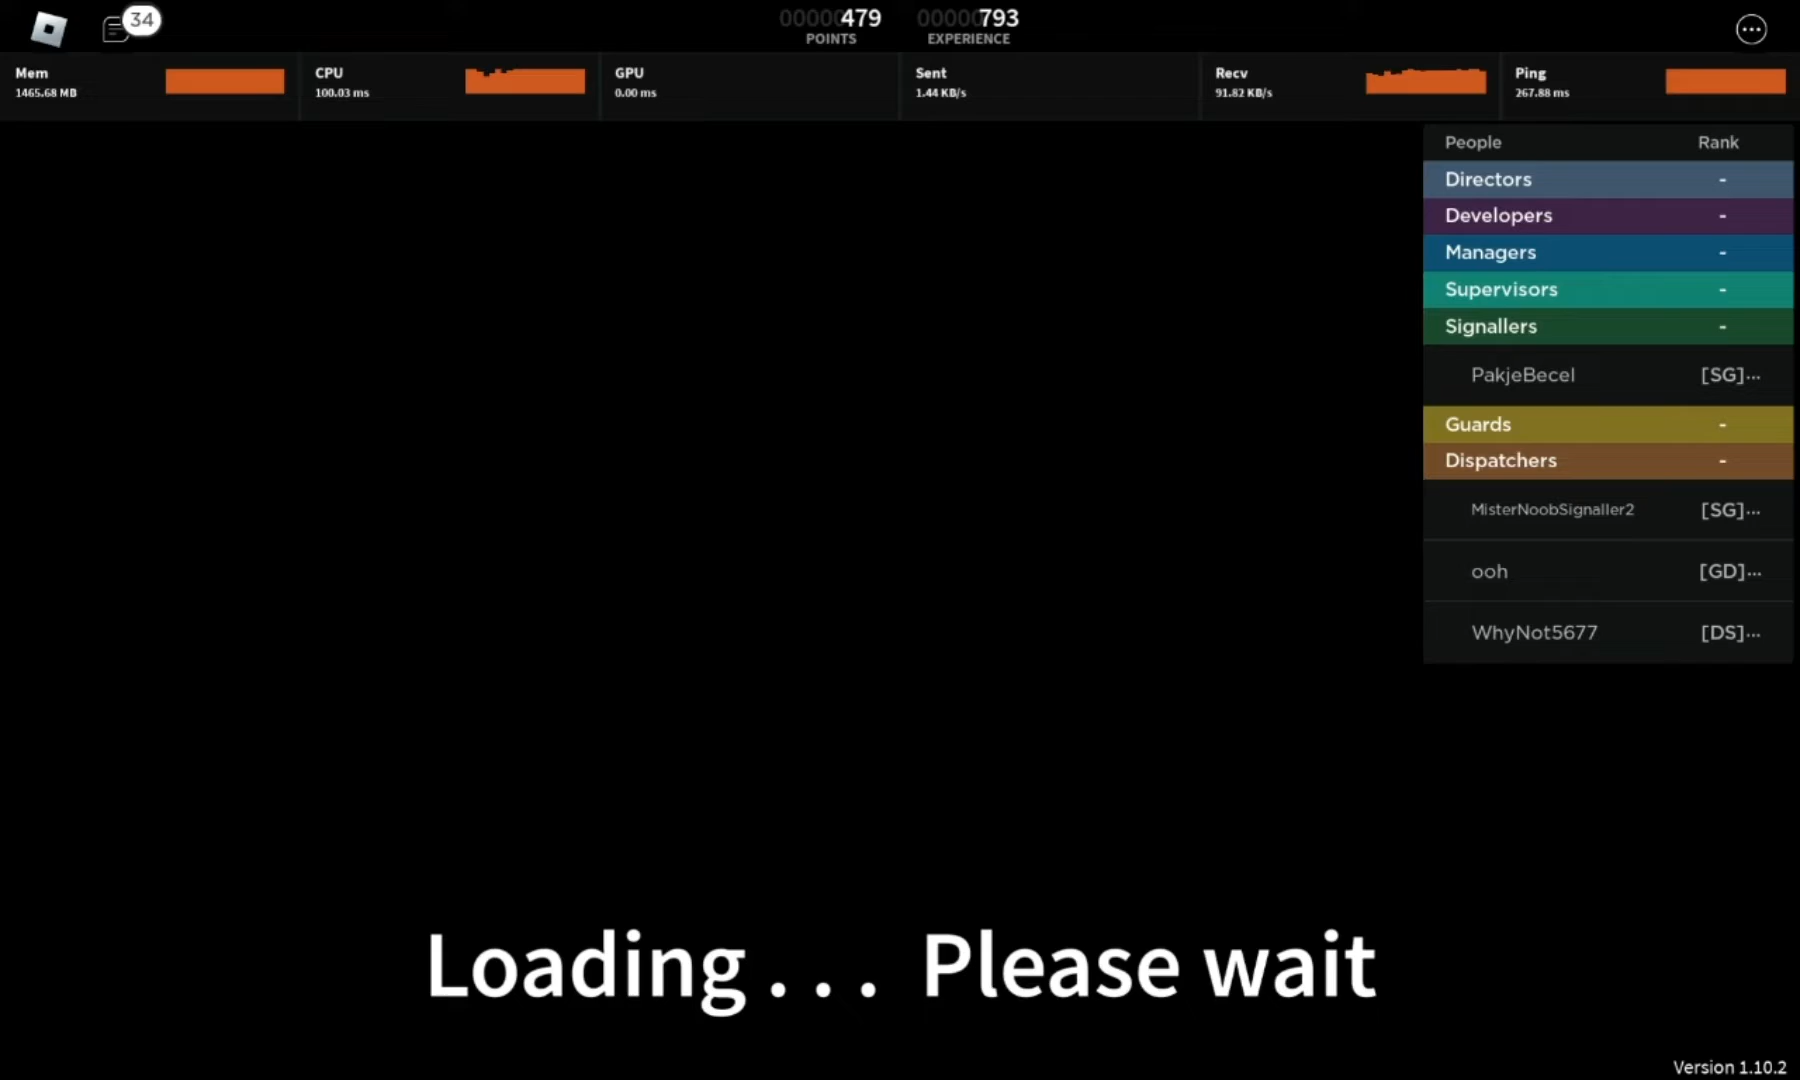 34
00000479
POINTS
00000793
EXPERIENCE
Mem
1465.68 MB
CPU
100.03 ms
GPU
0.00 ms
Sent
1.44 KB/s
Recv
91.82 KB/s
Ping
267.88 ms
People Rank
Directors -
Developers -
Managers -
Supervisors -
Signallers -
PakjeBecel [SG]...
Guards -
Dispatchers -
MisterNoobSignaller2 [SG]...
ooh [GD]...
WhyNot5677 [DS]...
Loading... Please wait
Version 1.10.2